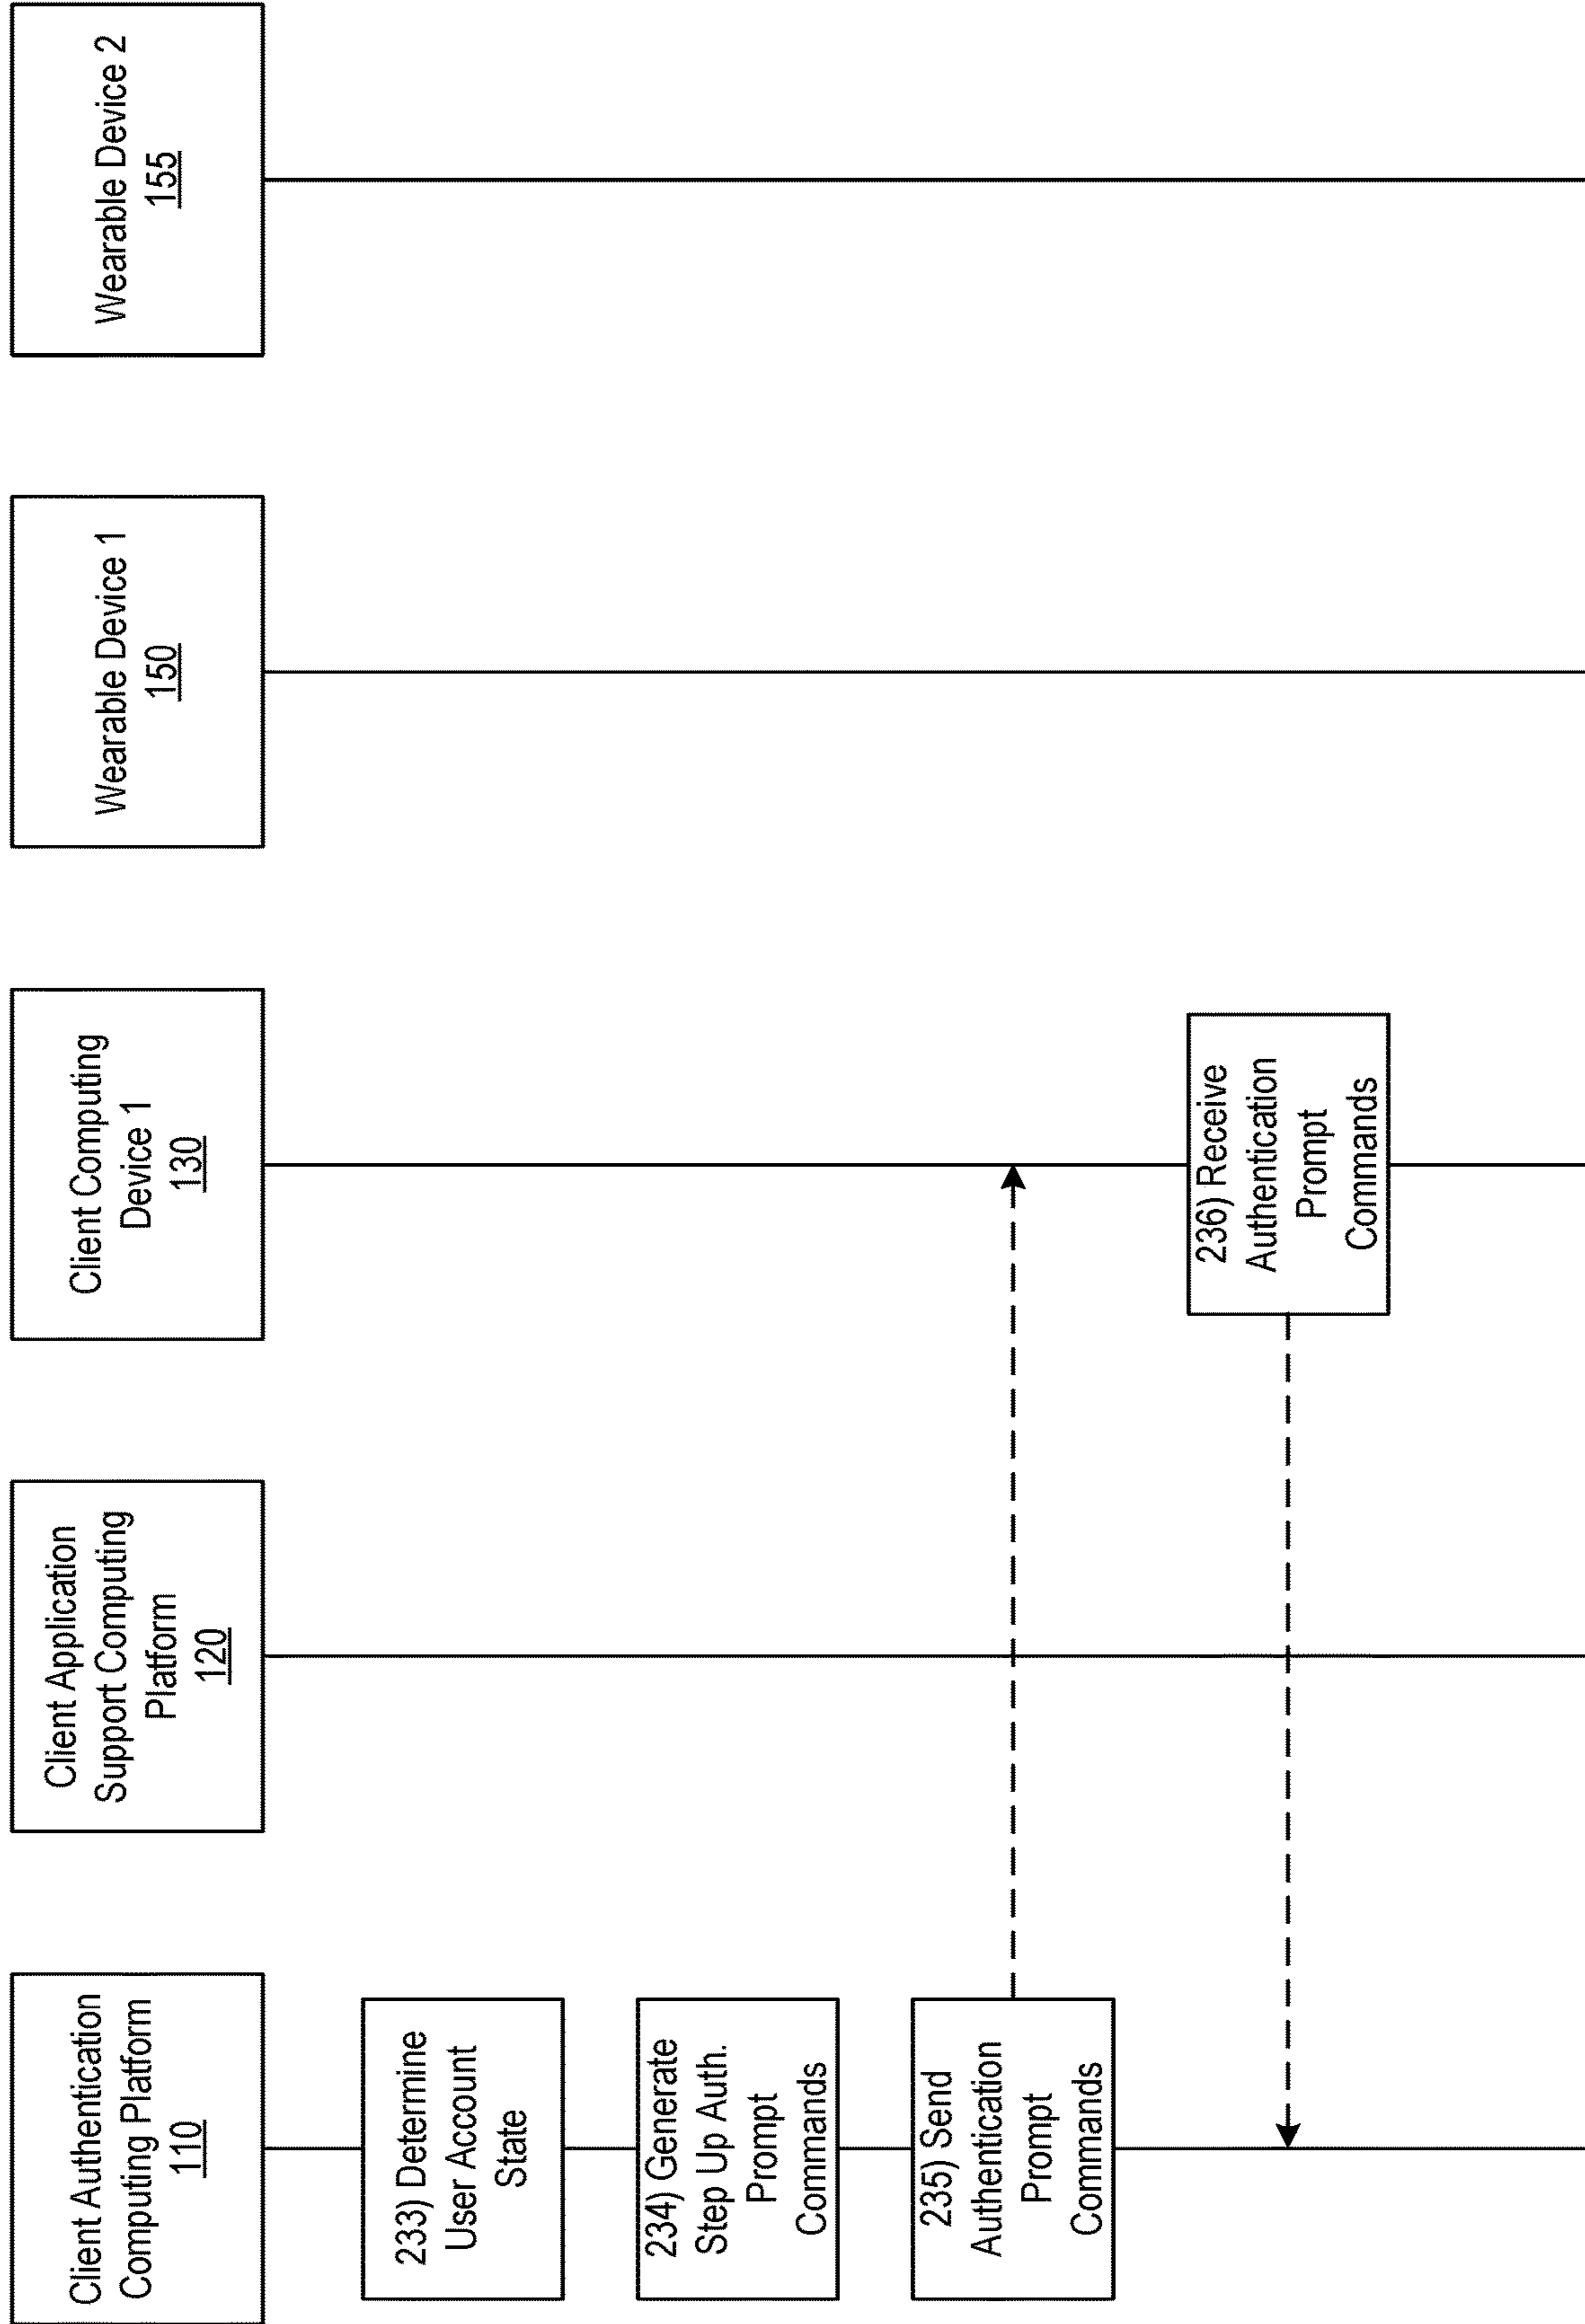 Client Authentication
Computing Platform
110
Client Application
Support Computing
Platform
120
Client Computing
Device 1
130
Wearable Device 1
150
Wearable Device 2
155
233) Determine
User Account
State
234) Generate
Step Up Auth.
Prompt
Commands
235) Send
Authentication
Prompt
Commands
236) Receive
Authentication
Prompt
Commands